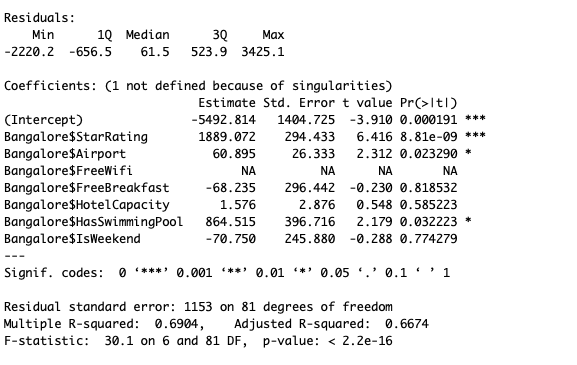 Residuals:
    Min      1Q  Median      3Q     Max
-2220.2  -656.5    61.5   523.9  3425.1
Coefficients: (1 not defined because of singularities)
                          Estimate Std. Error t value Pr(>|t|)
(Intercept)              -5492.814   1404.725  -3.910 0.000191 ***
Bangalore$StarRating      1889.072    294.433   6.416 8.81e-09 ***
Bangalore$Airport           60.895     26.333   2.312 0.023290 *
Bangalore$FreeWifi              NA         NA      NA       NA
Bangalore$FreeBreakfast    -68.235    296.442  -0.230 0.818532
Bangalore$HotelCapacity      1.576      2.876   0.548 0.585223
Bangalore$HasSwimmingPool  864.515    396.716   2.179 0.032223 *
Bangalore$IsWeekend        -70.750    245.880  -0.288 0.774279
---
Signif. codes:  0 ‘***’ 0.001 ‘**’ 0.01 ‘*’ 0.05 ‘.’ 0.1 ‘ ’ 1
Residual standard error: 1153 on 81 degrees of freedom
Multiple R-squared:  0.6904,    Adjusted R-squared:  0.6674
F-statistic:  30.1 on 6 and 81 DF,  p-value: < 2.2e-16